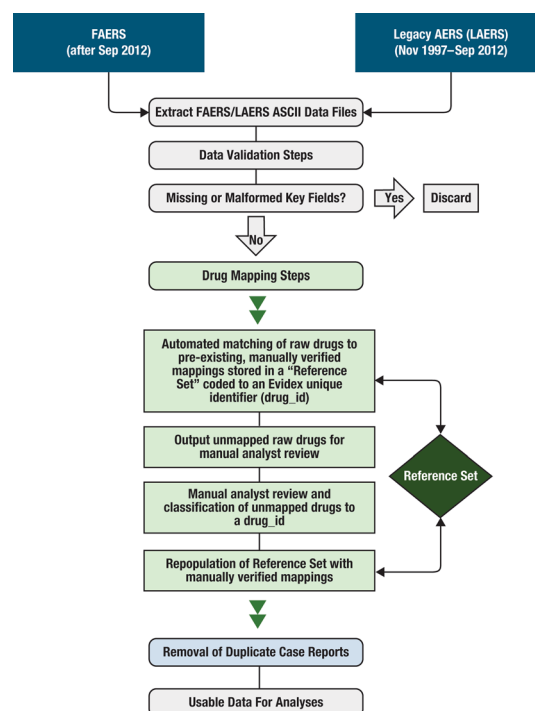 FAERS
(after Sep 2012)
Legacy AERS (LAERS)
(Nov 1997–Sep 2012)
Extract FAERS/LAERS ASCII Data Files
Data Validation Steps
Missing or Malformed Key Fields?
Yes
Discard
No
Drug Mapping Steps
Automated matching of raw drugs to
pre-existing, manually verified
mappings stored in a “Reference
Set” coded to an Evidex unique
identifier (drug_id)
Output unmapped raw drugs for
manual analyst review
Reference Set
Manual analyst review and
classification of unmapped drugs to
a drug_id
Repopulation of Reference Set with
manually verified mappings
Removal of Duplicate Case Reports
Usable Data For Analyses